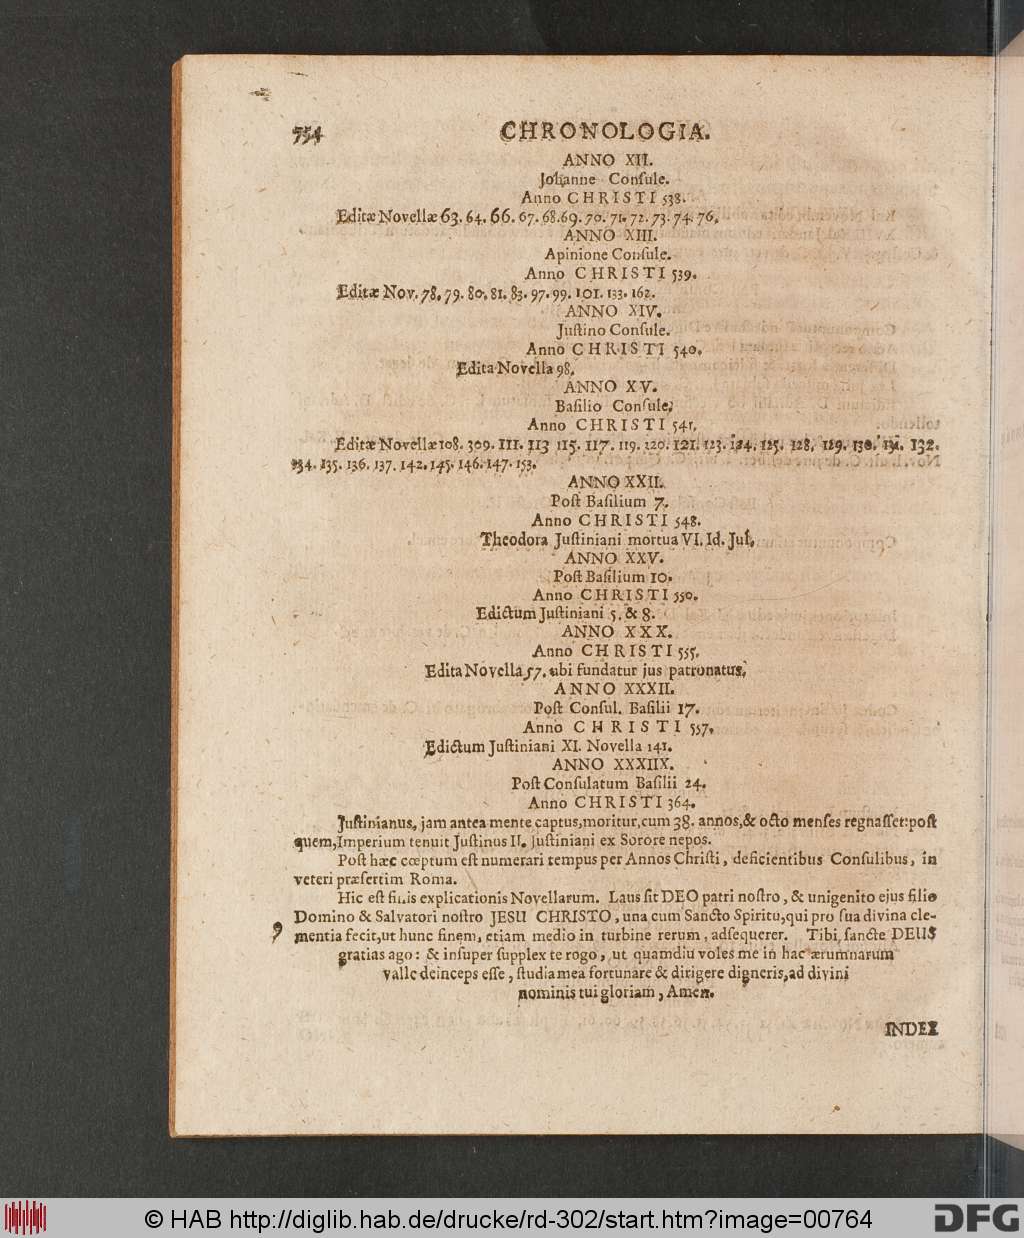 754 CHRONOLOGIA.
ANNO XII.
Johanne Conſule.
Anno CHRISTI 538.
Editæ Novellæ 63. 64. 66. 67. 68. 69. 70. 71. 72. 73. 74. 76.
ANNO XIII.
Apinione Conſule.
Anno CHRISTI 539.
Editæ Nov. 78. 79. 80. 81. 83. 97. 99. 101. 133. 162.
ANNO XIV.
Juſtino Conſule.
Anno CHRISTI 540.
Edita Novella 98.
ANNO XV.
Baſilio Conſule.
Anno CHRISTI 541.
Editæ Novellæ 108. 309. 111. 113 115. 117. 119. 120. 121. 123. 124. 125. 128. 129. 130. 131. 132.
134. 135. 136. 137. 142. 145. 146. 147. 153.
ANNO XXII.
Poſt Baſilium 7.
Anno CHRISTI 548.
Theodora Juſtiniani mortua VI. Id. Jul.
ANNO XXV.
Poſt Baſilium 10.
Anno CHRISTI 550.
Edictum Juſtiniani 5. & 8.
ANNO XXX.
Anno CHRISTI 555.
Edita Novella 57. ubi fundatur jus patronatus.
ANNO XXXII.
Poſt Conſul. Baſilii 17.
Anno CHRISTI 557.
Edictum Juſtiniani XI. Novella 141.
ANNO XXXIIX.
Poſt Conſulatum Baſilii 24.
Anno CHRISTI 364.
Juſtinianus, jam antea mente captus, moritur, cum 38. annos, & octo menſes regnaſſet: poſt
quem, Imperium tenuit Juſtinus II. Juſtiniani ex Sorore nepos.
Poſt hæc cœptum eſt numerari tempus per Annos Chriſti, deficientibus Conſulibus, in
veteri præſertim Roma.
Hic eſt finis explicationis Novellarum. Laus ſit DEO patri noſtro, & unigenito ejus filio
Domino & Salvatori noſtro JESU CHRISTO, una cum Sancto Spiritu, qui pro ſua divina cle-
mentia fecit, ut hunc finem, etiam medio in turbine rerum, adſequerer. Tibi, ſancte DEUS
gratias ago: & inſuper ſupplex te rogo, ut quamdiu voles me in hac ærumnarum
valle deinceps eſſe, ſtudia mea fortunare & dirigere digneris, ad divini
nominis tui gloriam, Amen.
INDEX
© HAB http://diglib.hab.de/drucke/rd-302/start.htm?image=00764
DFG